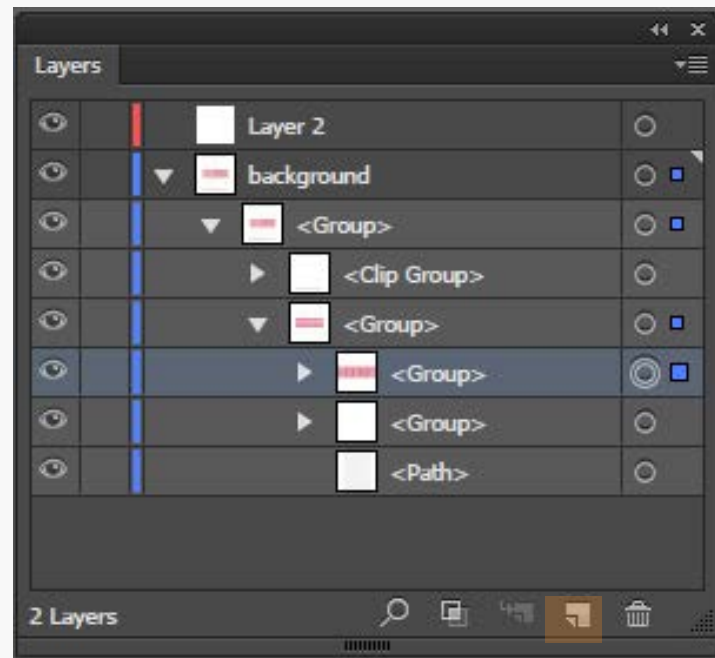 Layers
Layer 2
background
<Group>
<Clip Group>
<Group>
<Group>
<Group>
<Path>
2 Layers